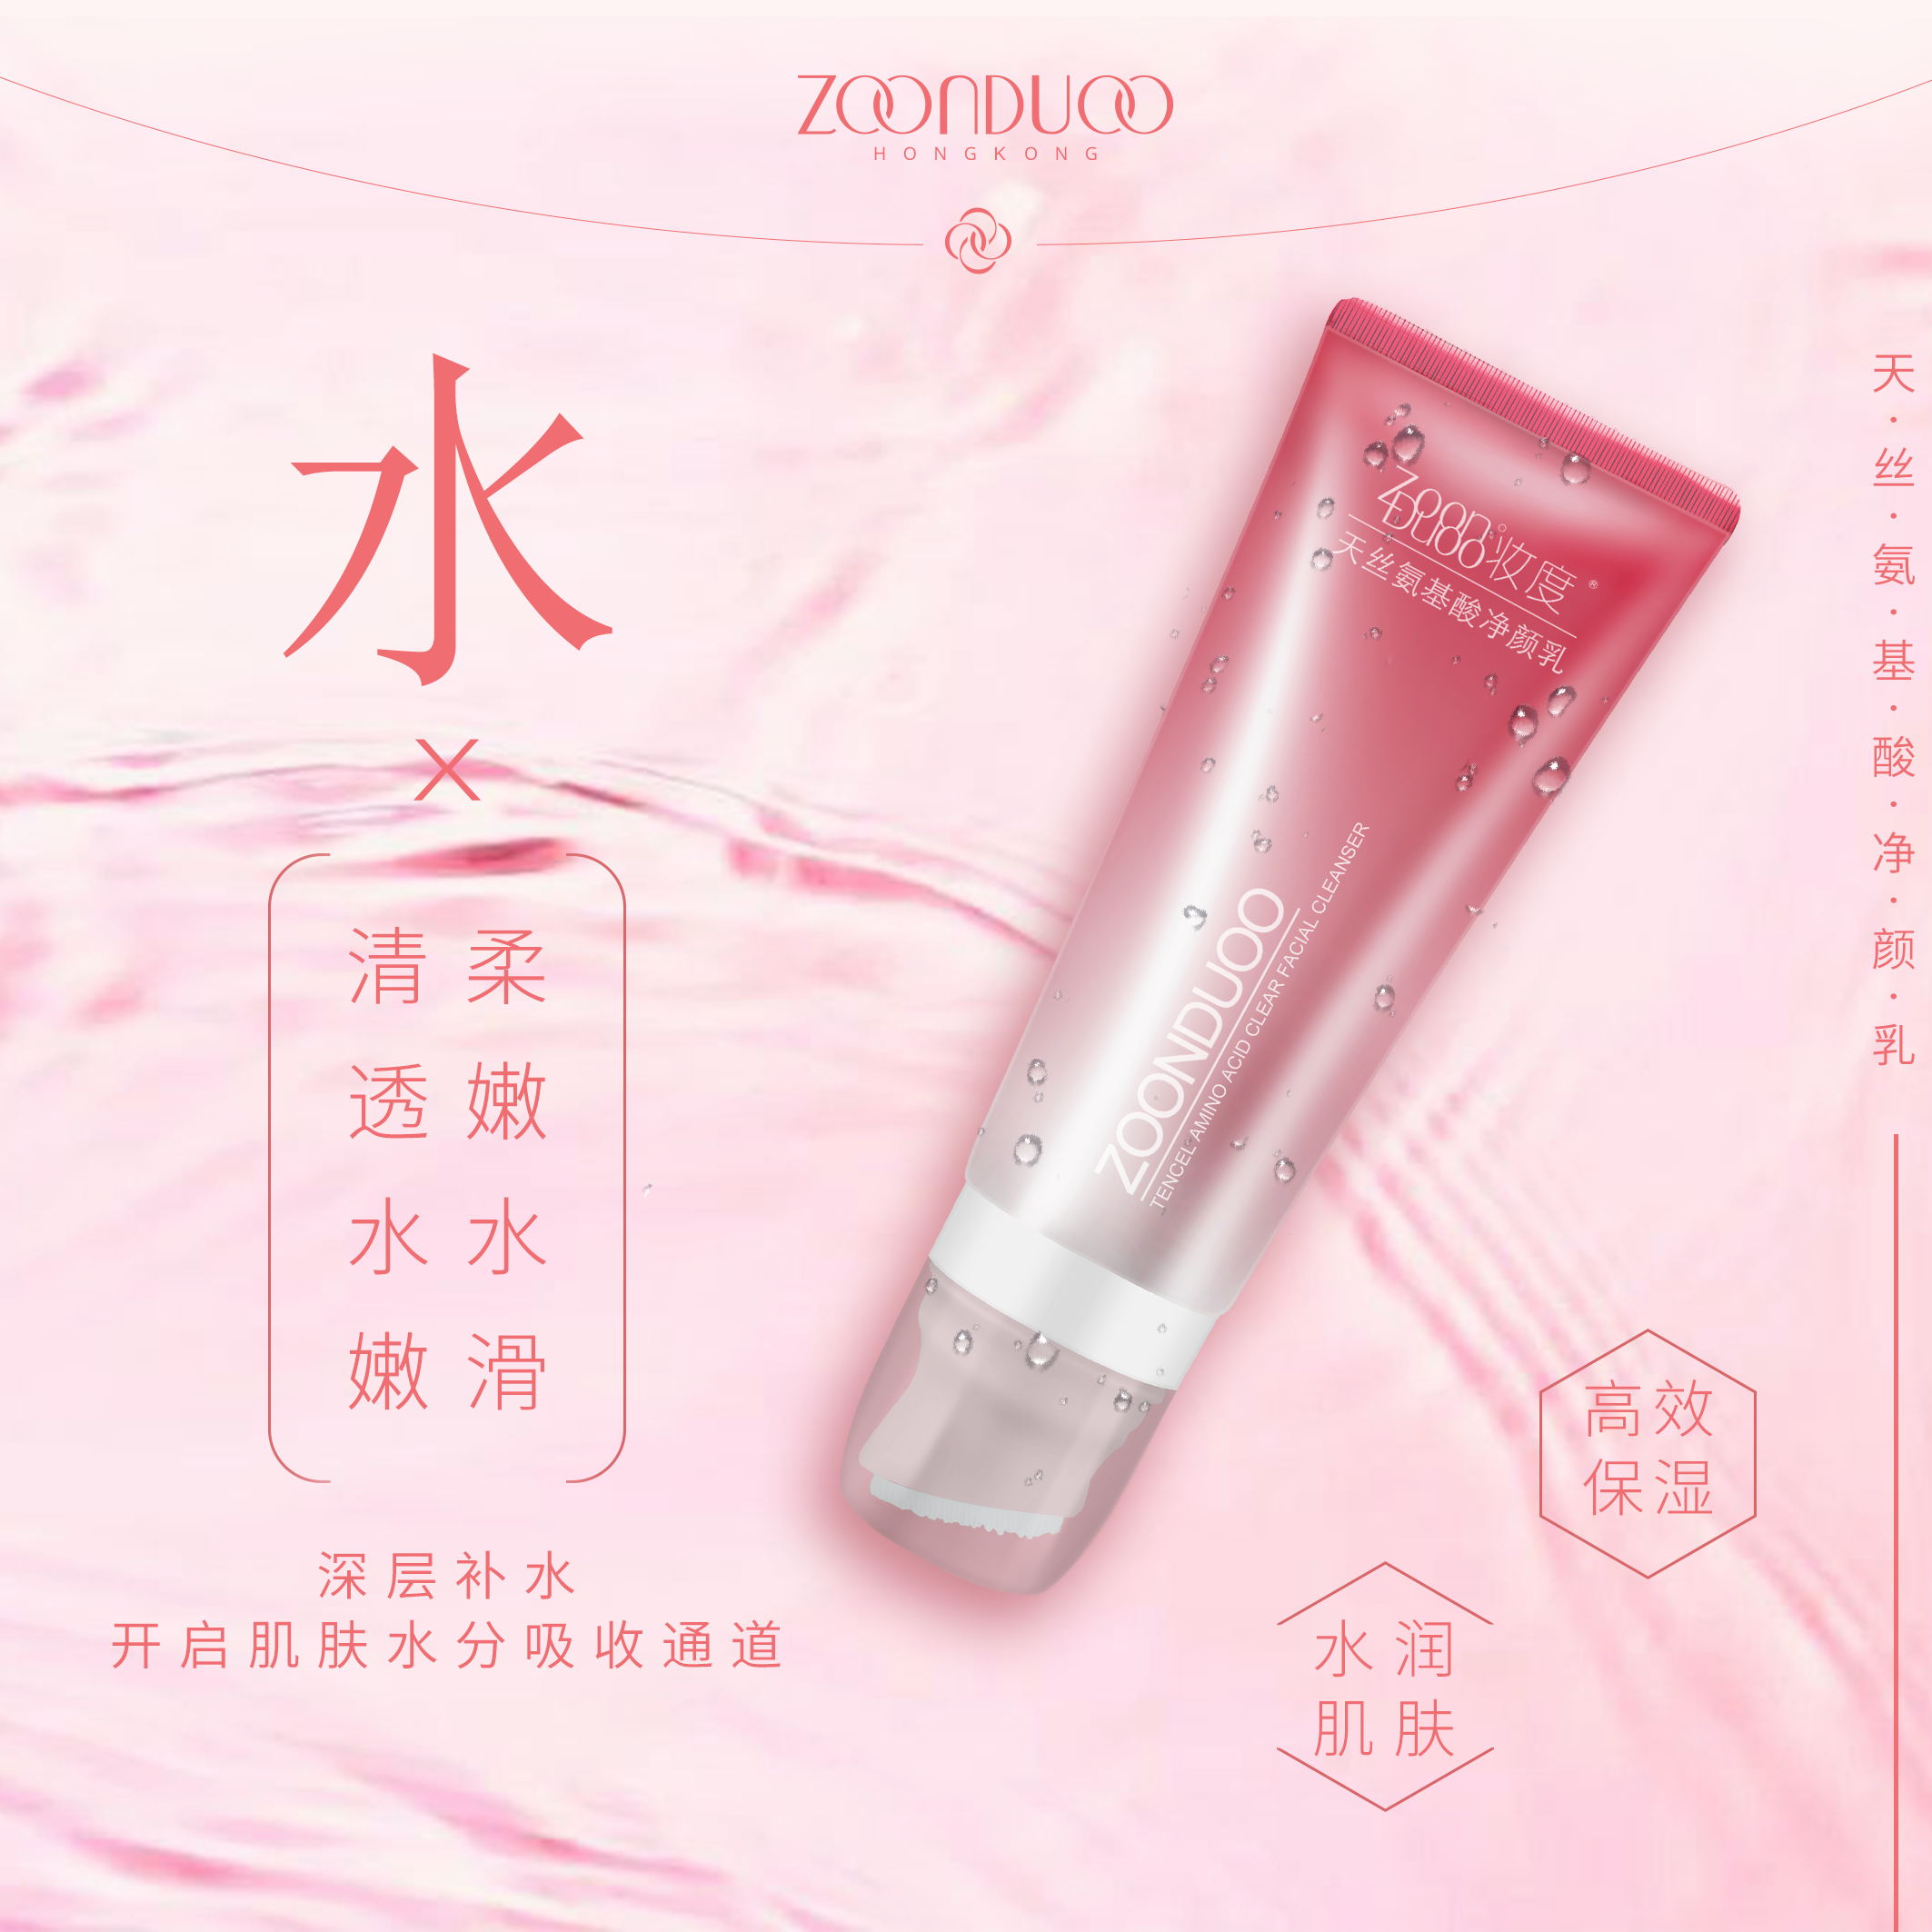 ZOONDUOO
HONGKONG
水
×
柔嫩水滑
清透水嫩
深层补水
开启肌肤水分吸收通道
Zoon
DUOO
妆度®
天丝氨基酸净颜乳
ZOONDUOO
TENCEL AMINO ACID CLEAR FACIAL CLEANSER
天·丝·氨·基·酸·净·颜·乳
高效
保湿
水润
肌肤